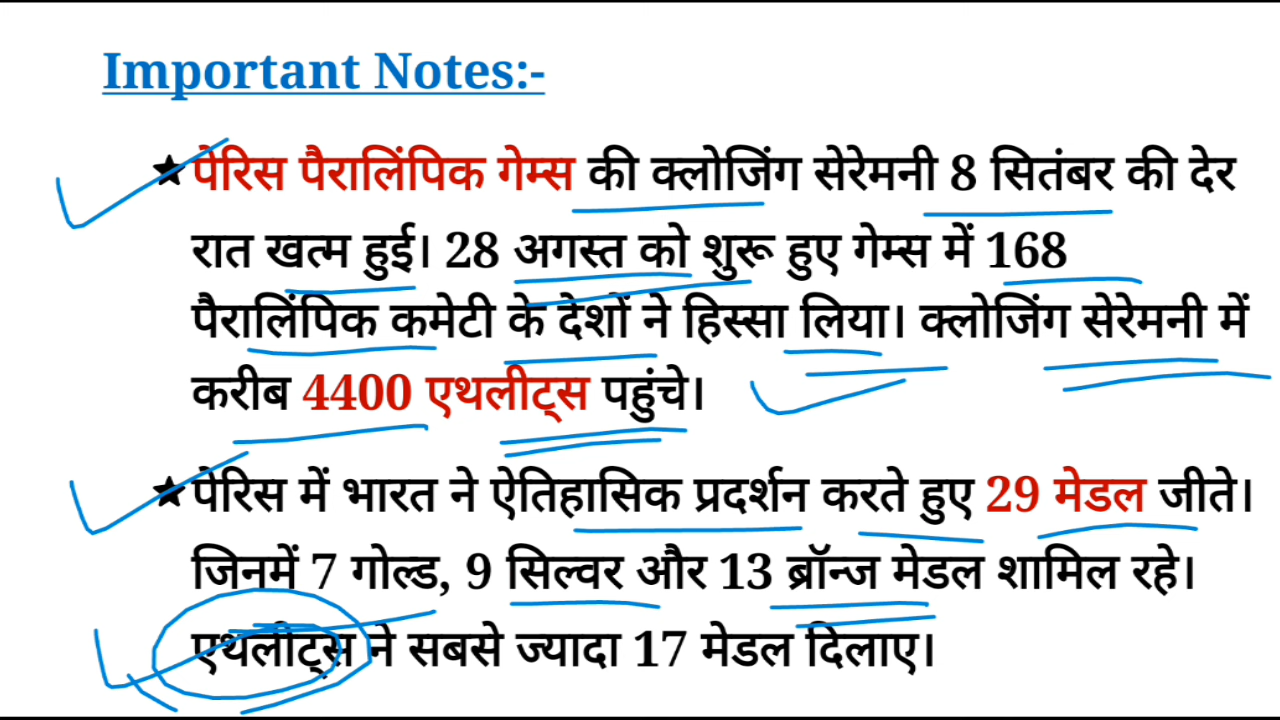 Important Notes:-
★ पेरिस पैरालिंपिक गेम्स की क्लोजिंग सेरेमनी 8 सितंबर की देर
रात खत्म हुई। 28 अगस्त को शुरू हुए गेम्स में 168
पैरालिंपिक कमेटी के देशों ने हिस्सा लिया। क्लोजिंग सेरेमनी में
करीब 4400 एथलीट्स पहुंचे।
★ पेरिस में भारत ने ऐतिहासिक प्रदर्शन करते हुए 29 मेडल जीते।
जिनमें 7 गोल्ड, 9 सिल्वर और 13 ब्रॉन्ज मेडल शामिल रहे।
एथलीट्स ने सबसे ज्यादा 17 मेडल दिलाए।